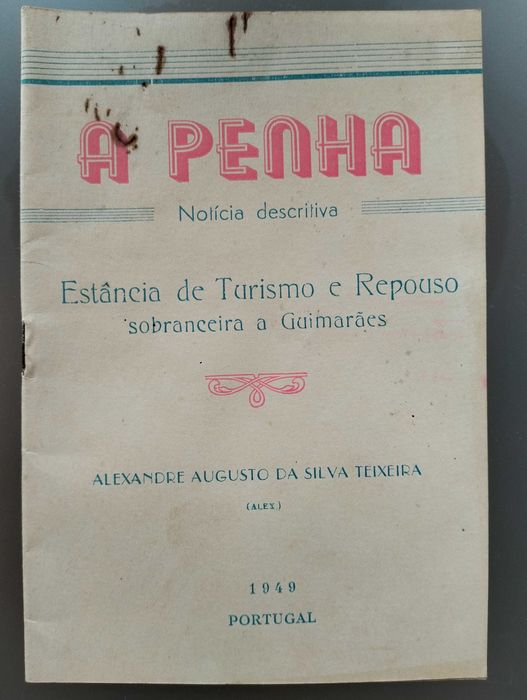 A PENHA
Notícia descritiva
Estância de Turismo e Repouso
sobranceira a Guimarães
ALEXANDRE AUGUSTO DA SILVA TEIXEIRA
(ALEX.)
1949
PORTUGAL